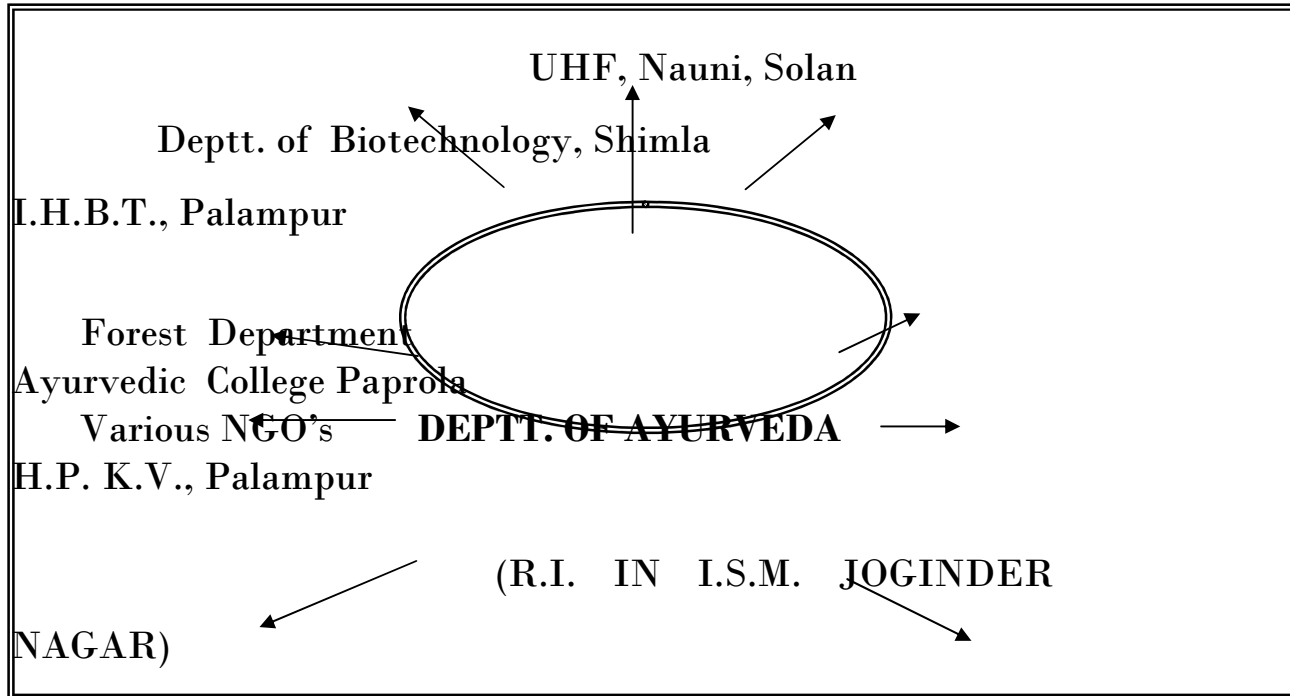 UHF, Nauni, Solan
Deptt. of Biotechnology, Shimla
I.H.B.T., Palampur
Forest Department
Ayurvedic College Paprola
Various NGO's DEPTT. OF AYURVEDA
H.P. K.V., Palampur
(R.I. IN I.S.M. JOGINDER
NAGAR)